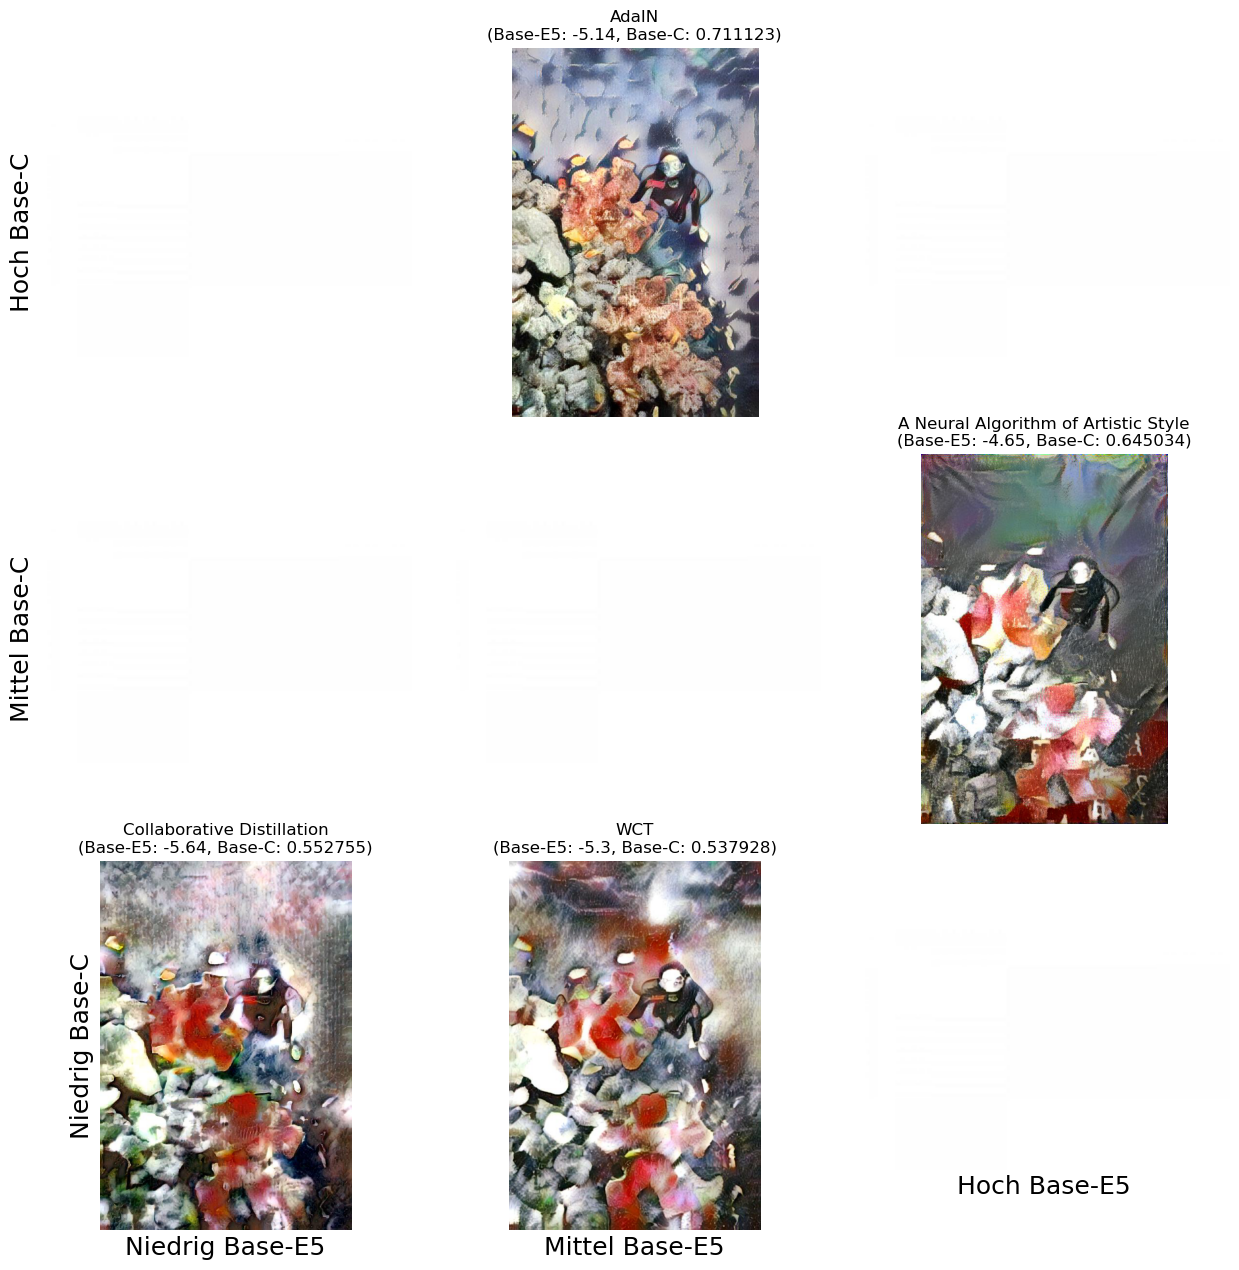 AdaIN
(Base-E5: -5.14, Base-C: 0.711123)
Hoch Base-C
A Neural Algorithm of Artistic Style
(Base-E5: -4.65, Base-C: 0.645034)
Mittel Base-C
Collaborative Distillation
(Base-E5: -5.64, Base-C: 0.552755)
WCT
(Base-E5: -5.3, Base-C: 0.537928)
Niedrig Base-C
Niedrig Base-E5
Mittel Base-E5
Hoch Base-E5